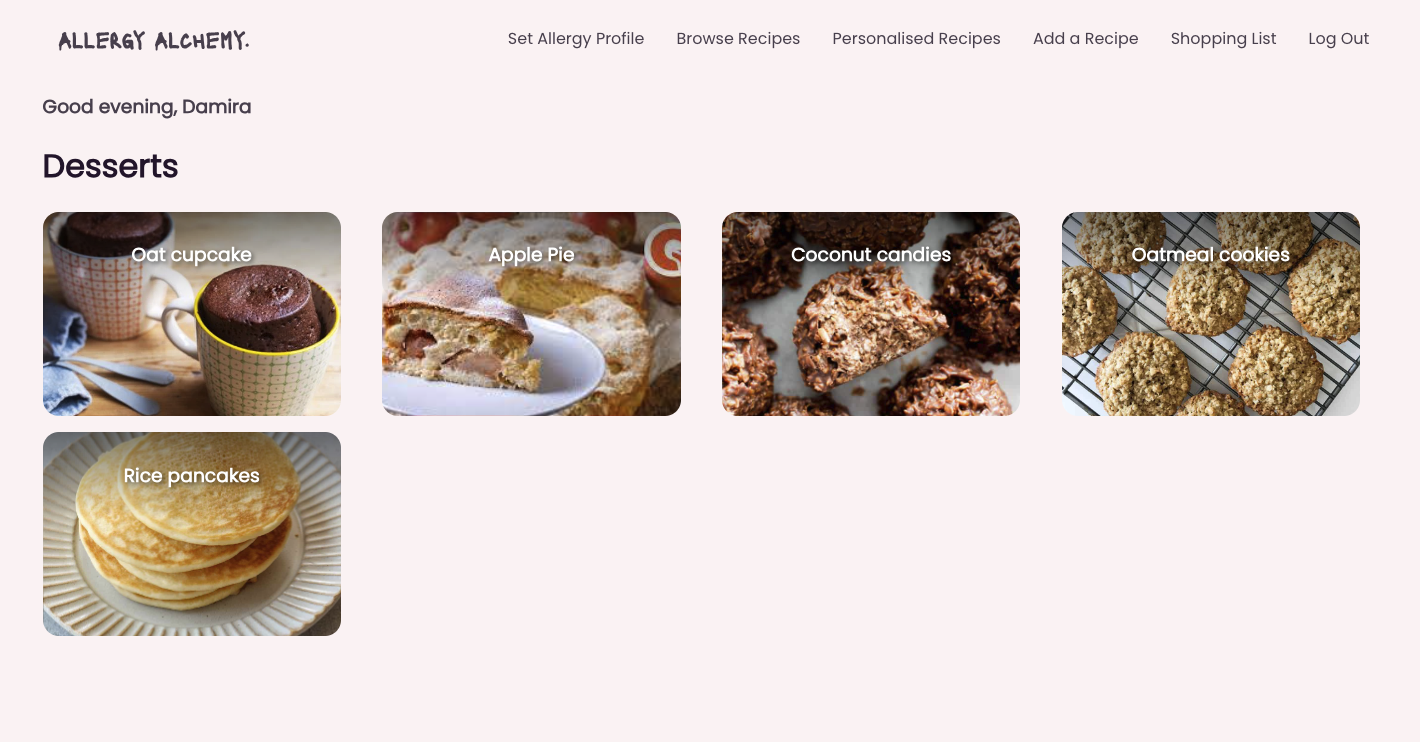 ALLERGY ALCHEMY.
Set Allergy Profile
Browse Recipes
Personalised Recipes
Add a Recipe
Shopping List
Log Out
Good evening, Damira
Desserts
Oat cupcake
Apple Pie
Coconut candies
Oatmeal cookies
Rice pancakes